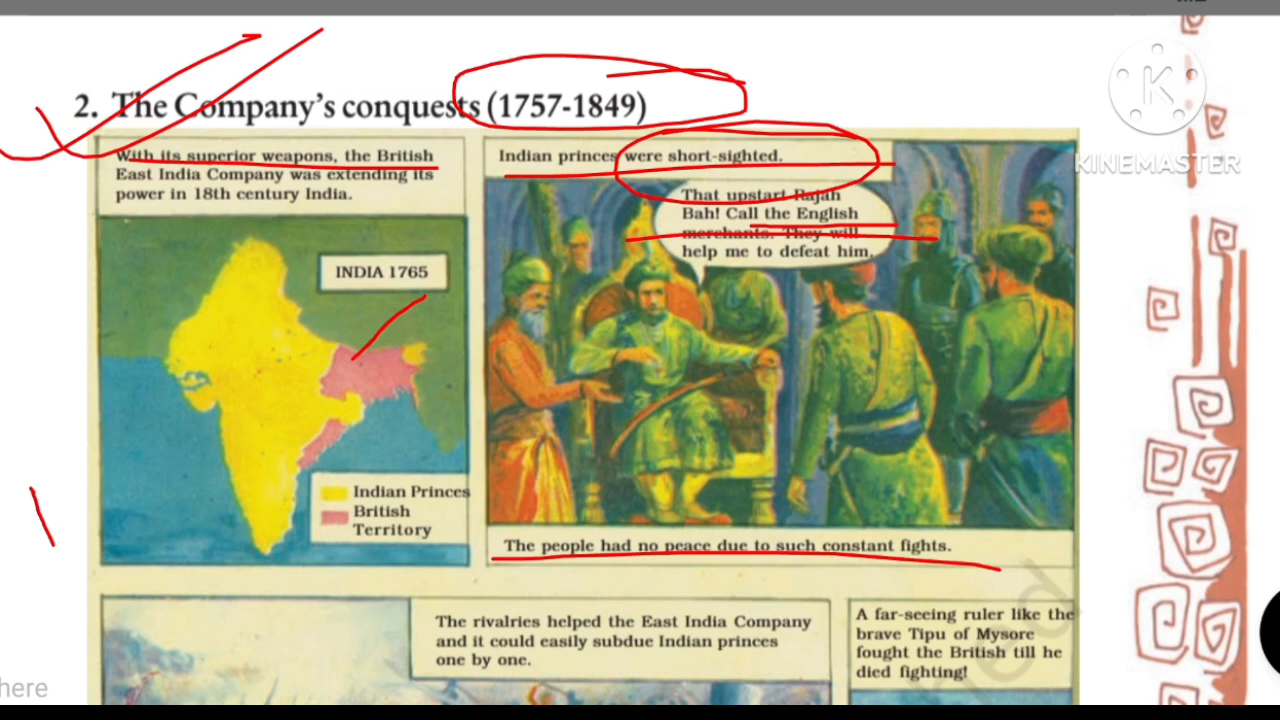 2. The Company's conquests (1757-1849)
With its superior weapons, the British
East India Company was extending its
power in 18th century India.
INDIA 1765
Indian Princes
British
Territory
Indian princes were short-sighted.
That upstart Rajah
Bah! Call the English
merchants. They will
help me to defeat him.
The people had no peace due to such constant fights.
The rivalries helped the East India Company
and it could easily subdue Indian princes
one by one.
A far-seeing ruler like the
brave Tipu of Mysore
fought the British till he
died fighting!
K
KINEMASTER
here